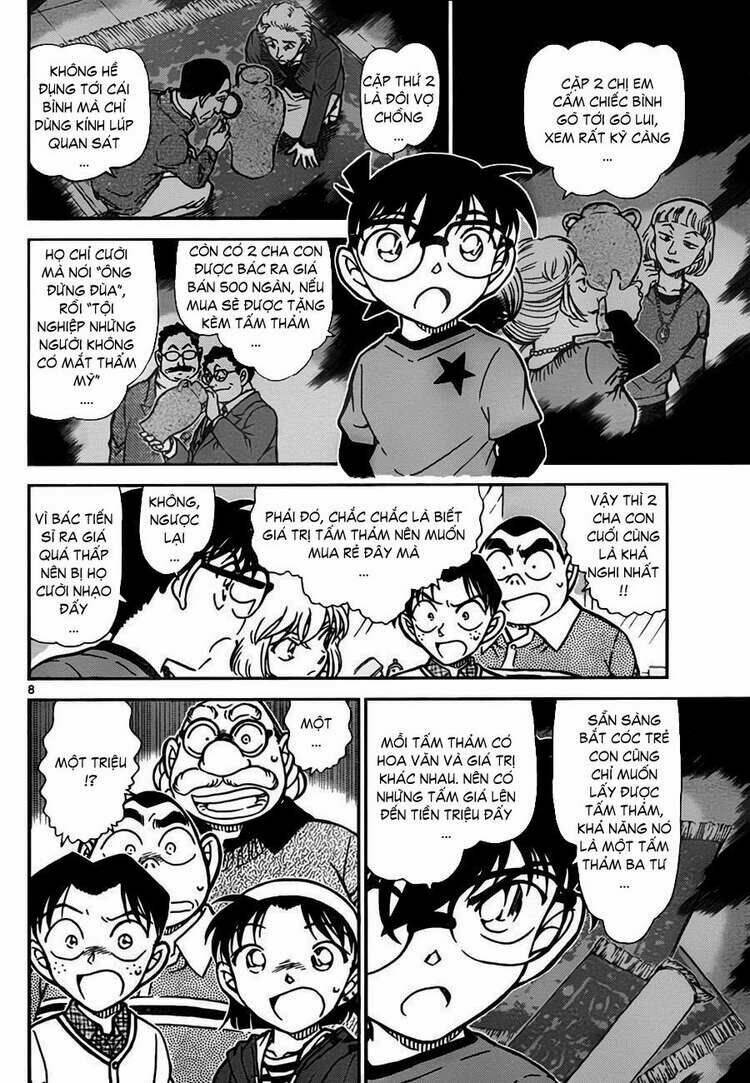 CẶP 2 CHỊ EM
CẦM CHIẾC BÌNH
GÕ TỚI GÕ LUI,
XEM RẤT KỸ CÀNG
...
CẶP THỨ 2
LÀ ĐÔI VỢ
CHỒNG
...
KHÔNG HỀ
ĐỤNG TỚI CÁI
BÌNH MÀ CHỈ
DÙNG KÍNH LÚP
QUAN SÁT
...
CÒN CÓ 2 CHA CON
ĐƯỢC BÁC RA GIÁ
BÁN 500 NGÀN, NẾU
MUA SẼ ĐƯỢC TẶNG
KÈM TẤM THẢM
...
HỌ CHỈ CƯỜI
MÀ NÓI "ÔNG
ĐỪNG ĐÙA",
RỒI "TỘI
NGHIỆP NHỮNG
NGƯỜI KHÔNG
CÓ MẮT THẨM
MỸ"
....
VẬY THÌ 2
CHA CON
CUỐI CÙNG
LÀ KHẢ
NGHI NHẤT
!!
PHẢI ĐÓ, CHẮC CHẮC LÀ BIẾT
GIÁ TRỊ TẤM THẢM NÊN MUỐN
MUA RẺ ĐÂY MÀ
...
KHÔNG,
NGƯỢC
LẠI
...
VÌ BÁC TIẾN
SĨ RA GIÁ
QUÁ THẤP
NÊN BỊ HỌ
CƯỜI NHẠO
ĐẤY
...
8
SẴN SÀNG
BẮT CÓC TRẺ
CON CŨNG
CHỈ MUỐN
LẤY ĐƯỢC
TẤM THẢM,
KHẢ NĂNG NÓ
LÀ MỘT TẤM
THẢM BA TƯ
...
MỖI TẤM THẢM CÓ
HOA VĂN VÀ GIÁ TRỊ
KHÁC NHAU. NÊN CÓ
NHỮNG TẤM GIÁ LÊN
ĐẾN TIỀN TRIỆU ĐẤY
...
MỘT
...
MỘT TRIỆU
!?